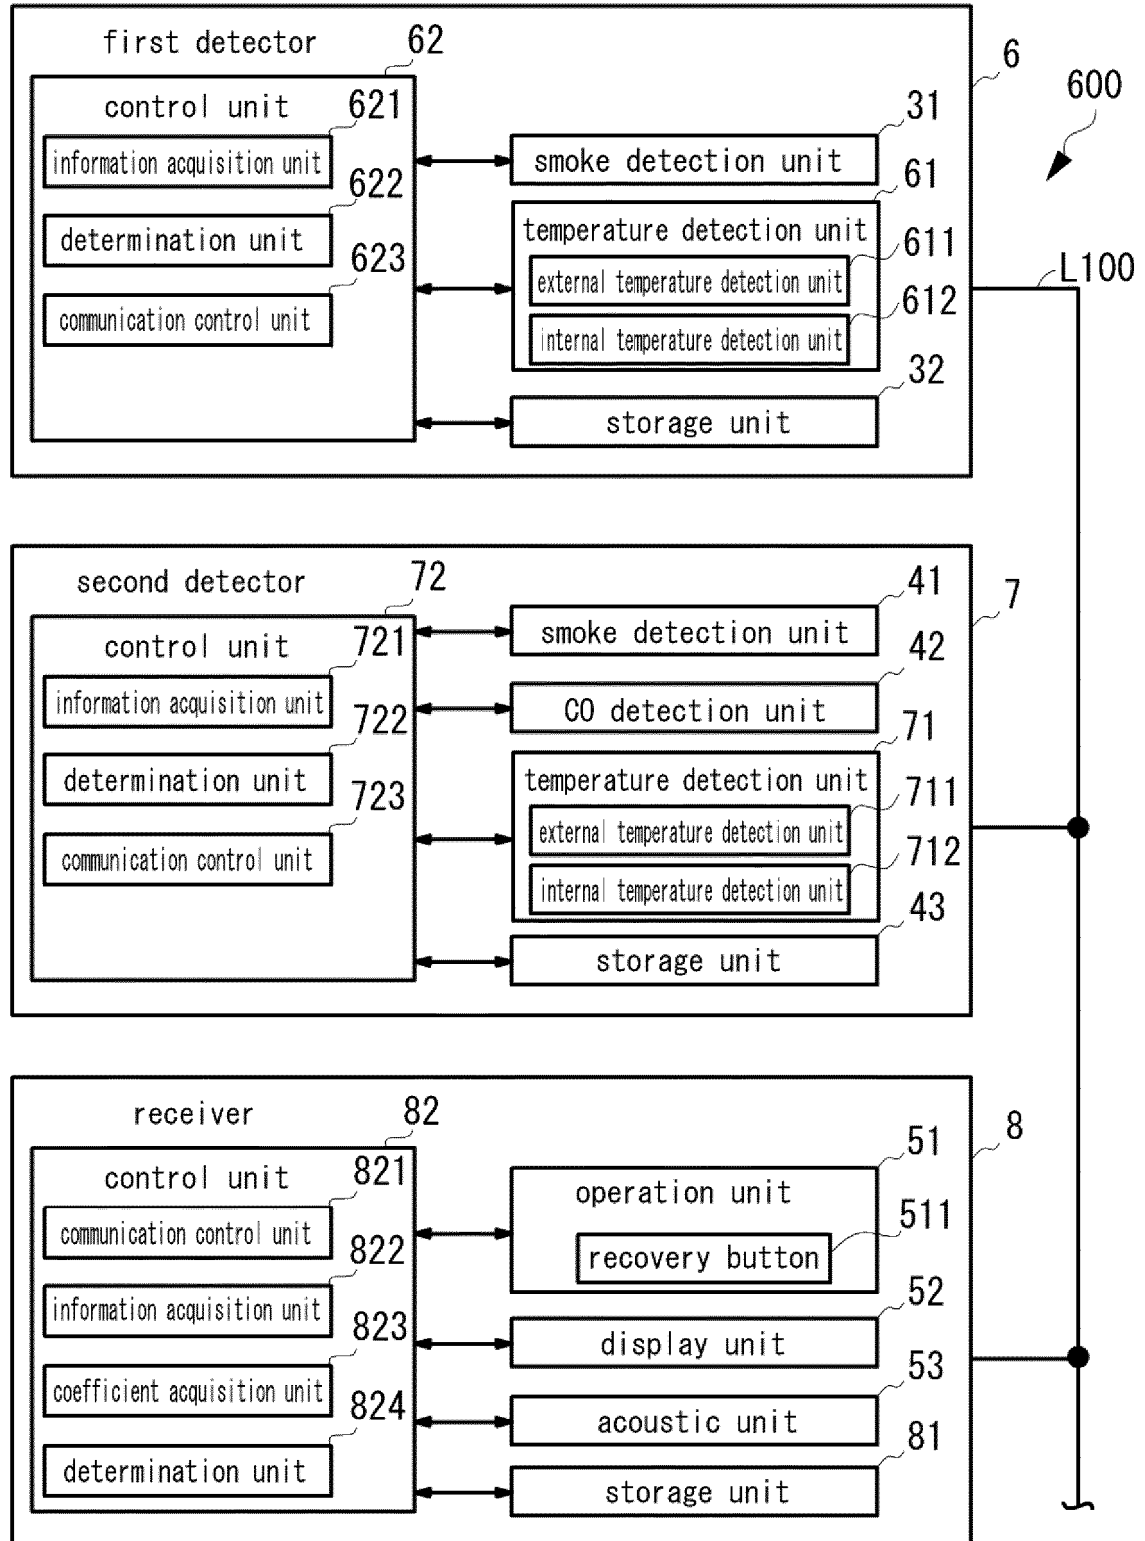 first detector
62
6
600
control unit
621
31
information acquisition unit
smoke detection unit
61
622
temperature detection unit
determination unit
611
623
external temperature detection unit
L100
communication control unit
612
internal temperature detection unit
32
storage unit
second detector
72
41
7
control unit
721
smoke detection unit
42
information acquisition unit
CO detection unit
722
71
determination unit
temperature detection unit
723
711
external temperature detection unit
communication control unit
712
internal temperature detection unit
43
storage unit
receiver
82
8
51
control unit
821
operation unit
511
communication control unit
recovery button
822
52
information acquisition unit
display unit
823
53
coefficient acquisition unit
acoustic unit
824
81
determination unit
storage unit